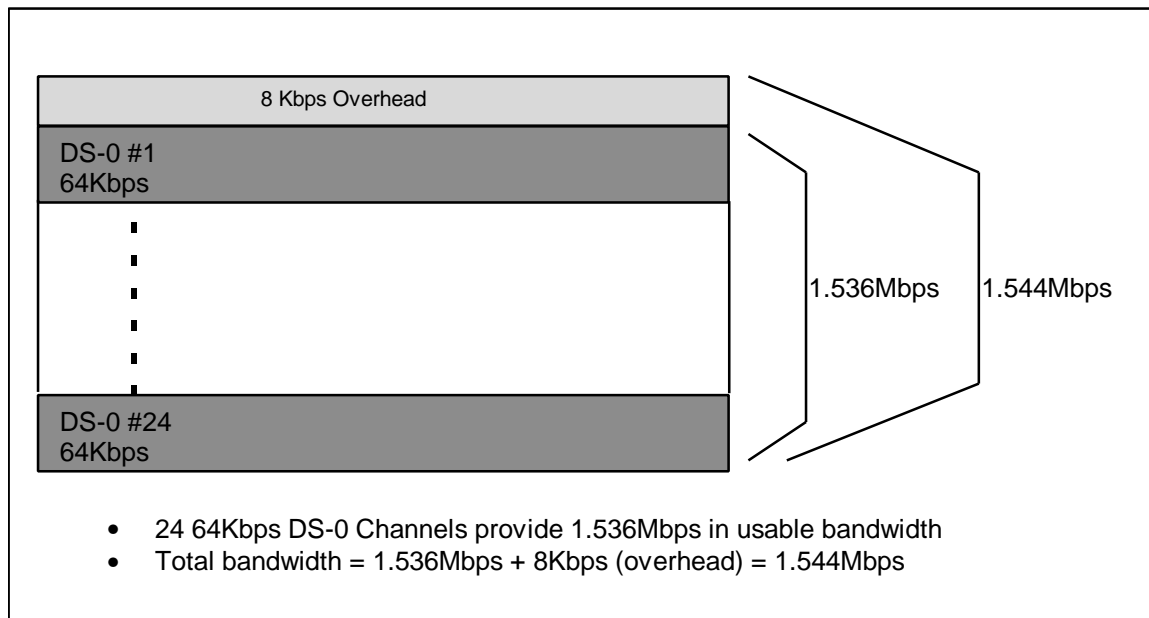 8 Kbps Overhead
DS-0 #1
64Kbps
1.536Mbps
1.544Mbps
DS-0 #24
64Kbps
• 24 64Kbps DS-0 Channels provide 1.536Mbps in usable bandwidth
• Total bandwidth = 1.536Mbps + 8Kbps (overhead) = 1.544Mbps